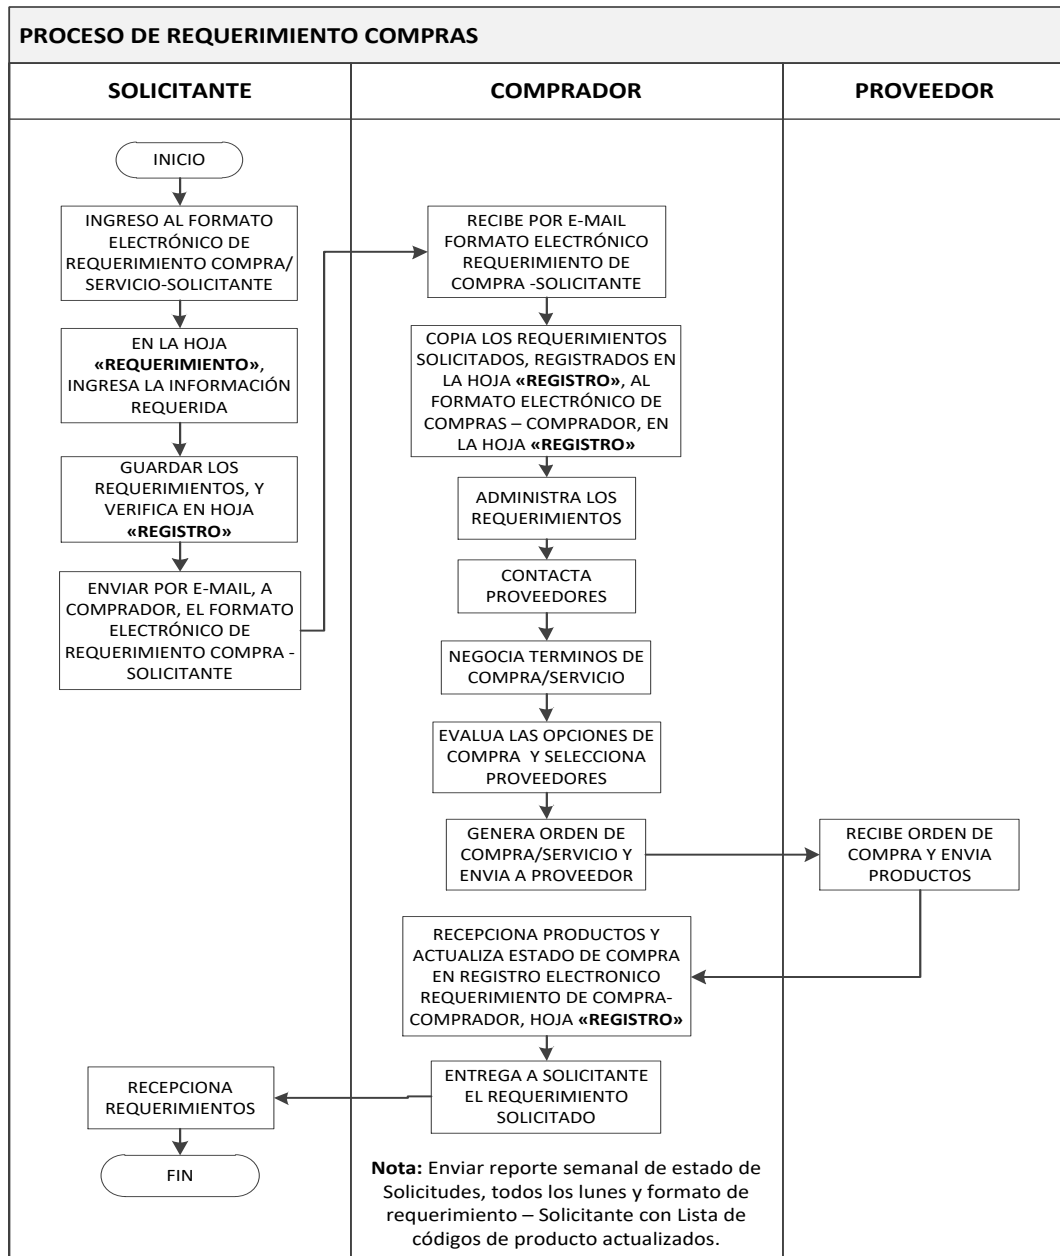 PROCESO DE REQUERIMIENTO COMPRAS
SOLICITANTE
COMPRADOR
PROVEEDOR
INICIO
INGRESO AL FORMATO
ELECTRÓNICO DE
REQUERIMIENTO COMPRA/
SERVICIO-SOLICITANTE
EN LA HOJA
«REQUERIMIENTO»,
INGRESA LA INFORMACIÓN
REQUERIDA
GUARDAR LOS
REQUERIMIENTOS, Y
VERIFICA EN HOJA
«REGISTRO»
ENVIAR POR E-MAIL, A
COMPRADOR, EL FORMATO
ELECTRÓNICO DE
REQUERIMIENTO COMPRA -
SOLICITANTE
RECIBE POR E-MAIL
FORMATO ELECTRÓNICO
REQUERIMIENTO DE
COMPRA -SOLICITANTE
COPIA LOS REQUERIMIENTOS
SOLICITADOS, REGISTRADOS EN
LA HOJA «REGISTRO», AL
FORMATO ELECTRÓNICO DE
COMPRAS – COMPRADOR, EN
LA HOJA «REGISTRO»
ADMINISTRA LOS
REQUERIMIENTOS
CONTACTA
PROVEEDORES
NEGOCIA TERMINOS DE
COMPRA/SERVICIO
EVALUA LAS OPCIONES DE
COMPRA Y SELECCIONA
PROVEEDORES
GENERA ORDEN DE
COMPRA/SERVICIO Y
ENVIA A PROVEEDOR
RECIBE ORDEN DE
COMPRA Y ENVIA
PRODUCTOS
RECEPCIONA PRODUCTOS Y
ACTUALIZA ESTADO DE COMPRA
EN REGISTRO ELECTRONICO
REQUERIMIENTO DE COMPRA-
COMPRADOR, HOJA «REGISTRO»
ENTREGA A SOLICITANTE
EL REQUERIMIENTO
SOLICITADO
RECEPCIONA
REQUERIMIENTOS
FIN
Nota: Enviar reporte semanal de estado de
Solicitudes, todos los lunes y formato de
requerimiento – Solicitante con Lista de
códigos de producto actualizados.